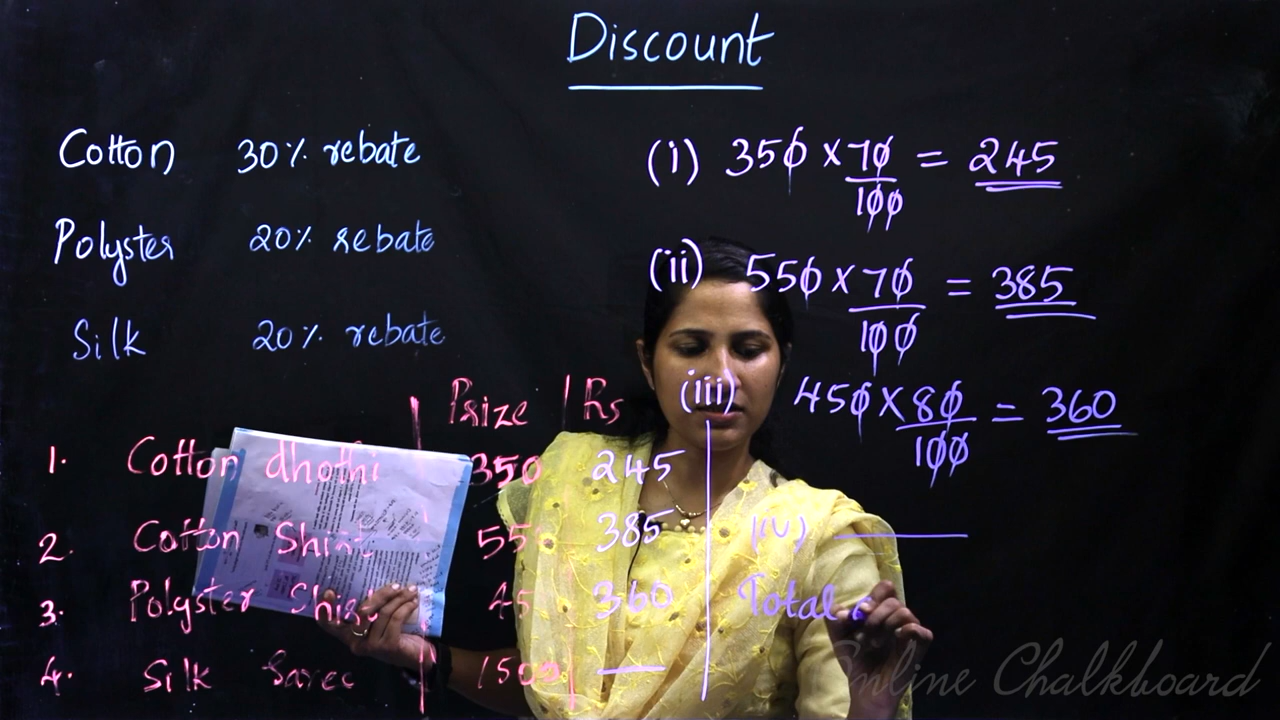 Discount
Cotton 30% rebate
Polyster 20% rebate
Silk 20% rebate
(i) 350 × 70/100 = 245
(ii) 550 × 70/100 = 385
(iii) 450 × 80/100 = 360
Prize Rs
1. Cotton dhothi 350 245
2. Cotton Shirt 55 385
3. Polyster Shirt 45 360
4. Silk Saree
(IV)
Total
Online Chalkboard